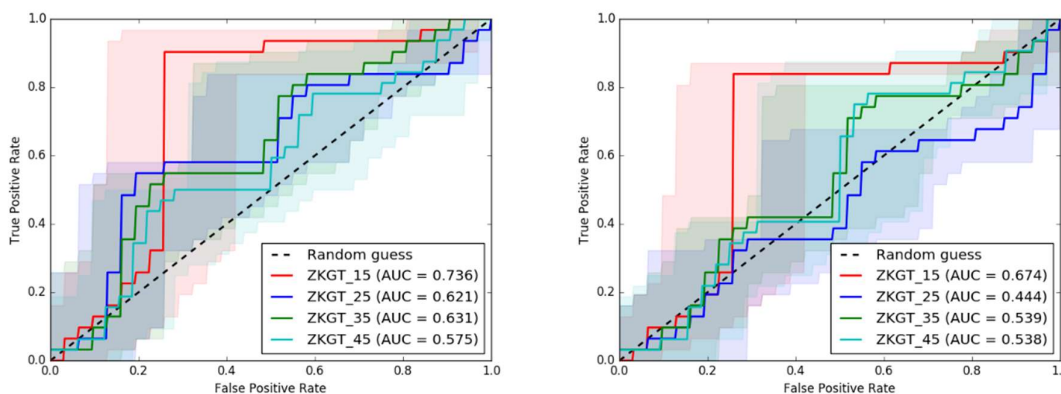 1.0
0.8
0.6
0.4
0.2
0.0
0.0 0.2 0.4 0.6 0.8 1.0
True Positive Rate
False Positive Rate
Random guess
ZKGT_15 (AUC = 0.736)
ZKGT_25 (AUC = 0.621)
ZKGT_35 (AUC = 0.631)
ZKGT_45 (AUC = 0.575)
1.0
0.8
0.6
0.4
0.2
0.0
0.0 0.2 0.4 0.6 0.8 1.0
True Positive Rate
False Positive Rate
Random guess
ZKGT_15 (AUC = 0.674)
ZKGT_25 (AUC = 0.444)
ZKGT_35 (AUC = 0.539)
ZKGT_45 (AUC = 0.538)